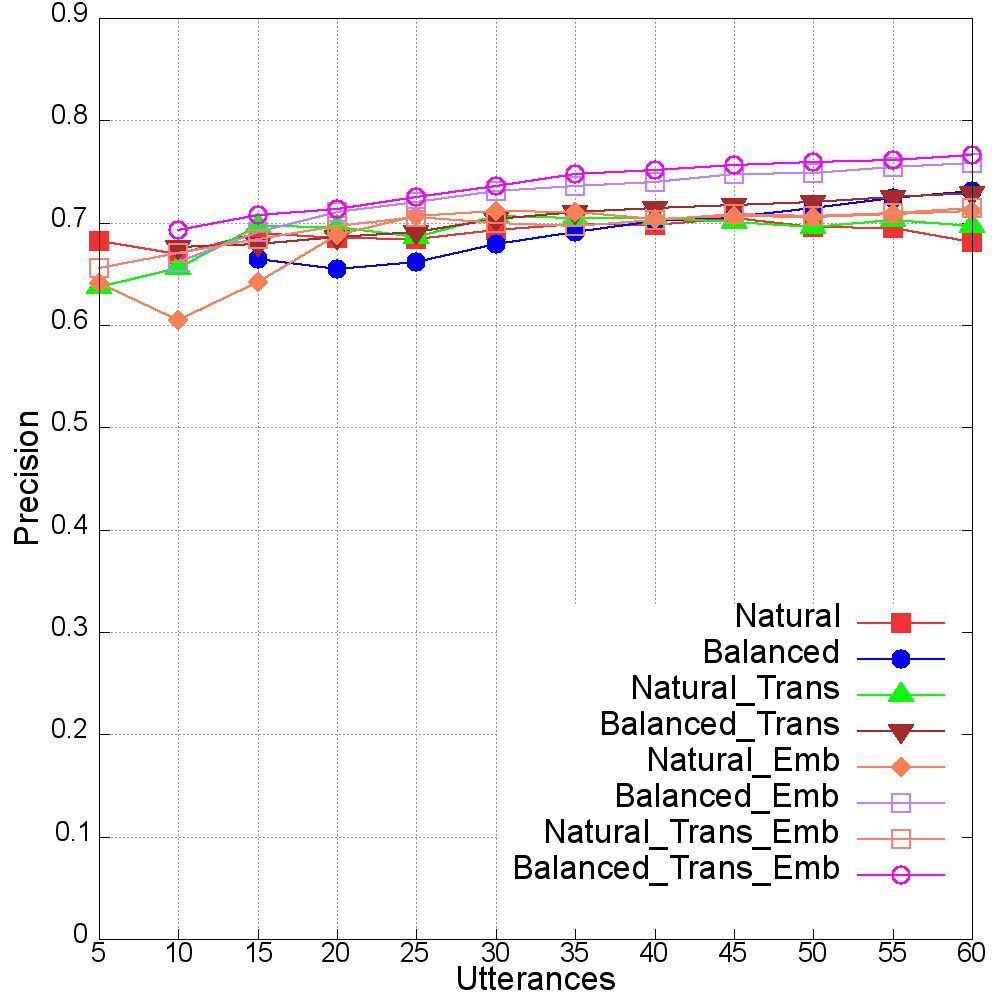 0.9
0.8
0.7
0.6
0.5
0.4
0.3
0.2
0.1
0
Precision
Natural
Balanced
Natural_Trans
Balanced_Trans
Natural_Emb
Balanced_Emb
Natural_Trans_Emb
Balanced_Trans_Emb
5 10 15 20 25 30 35 40 45 50 55 60
Utterances